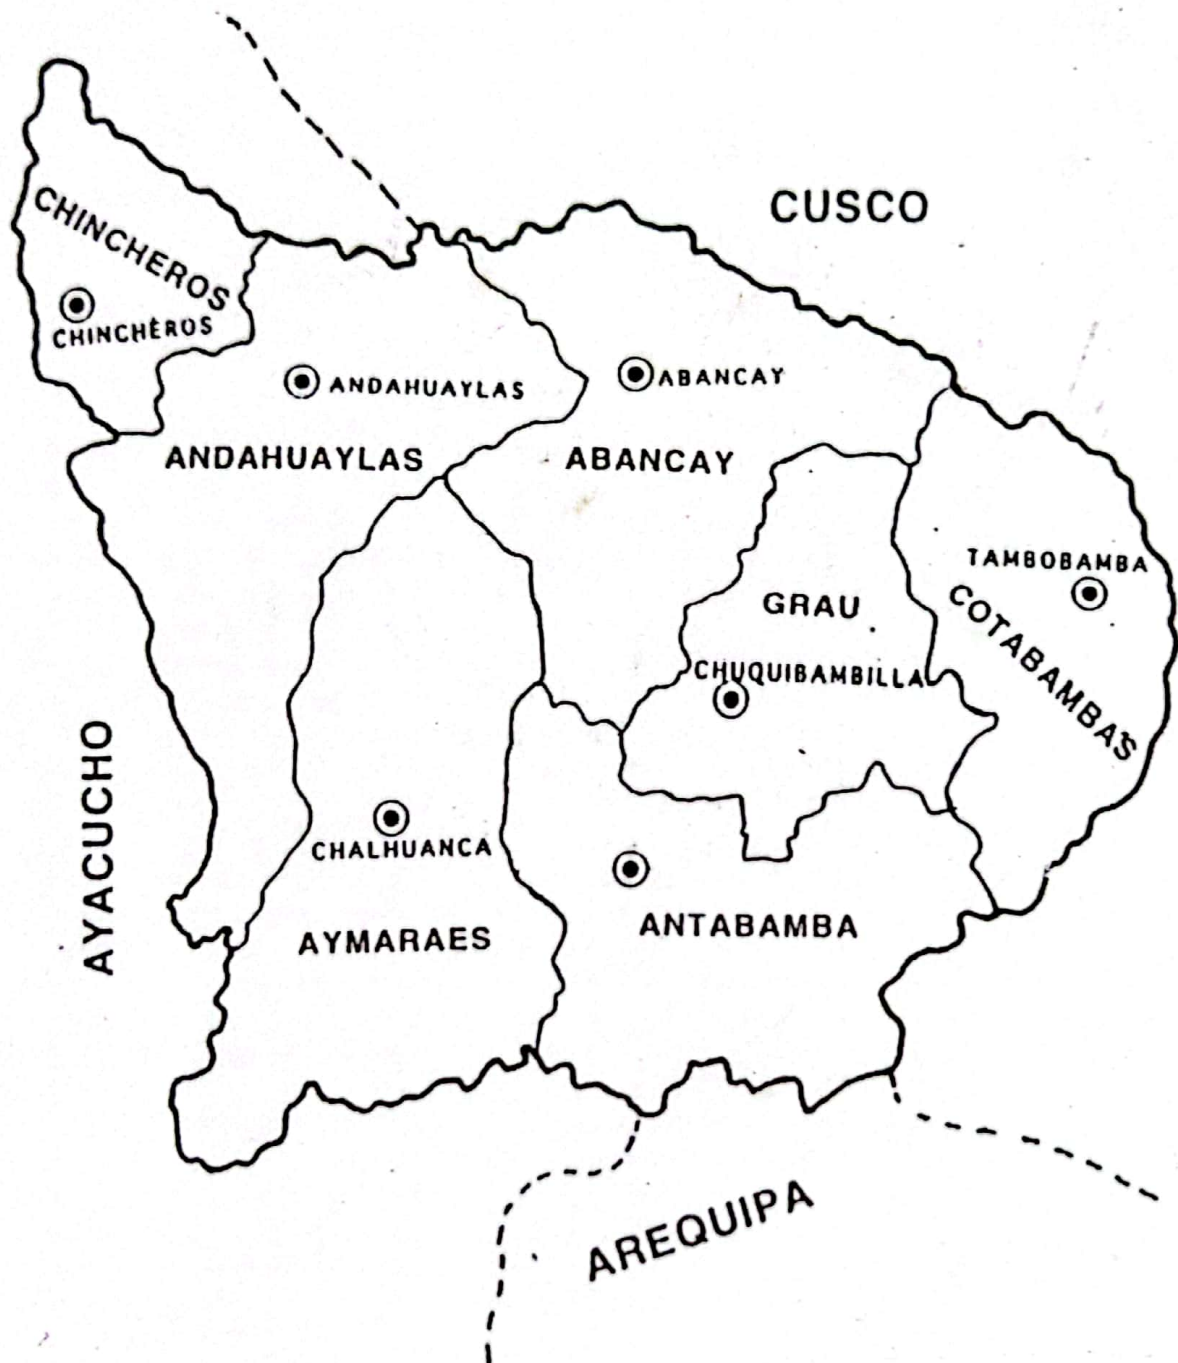 CUSCO
CHINCHEROS
CHINCHEROS
ANDAHUAYLAS
ABANCAY
ANDAHUAYLAS
ABANCAY
TAMBOBAMBA
GRAU
COTABAMBAS
CHUQUIBAMBILLA
AYACUCHO
CHALHUANCA
ANTABAMBA
AYMARAES
AREQUIPA